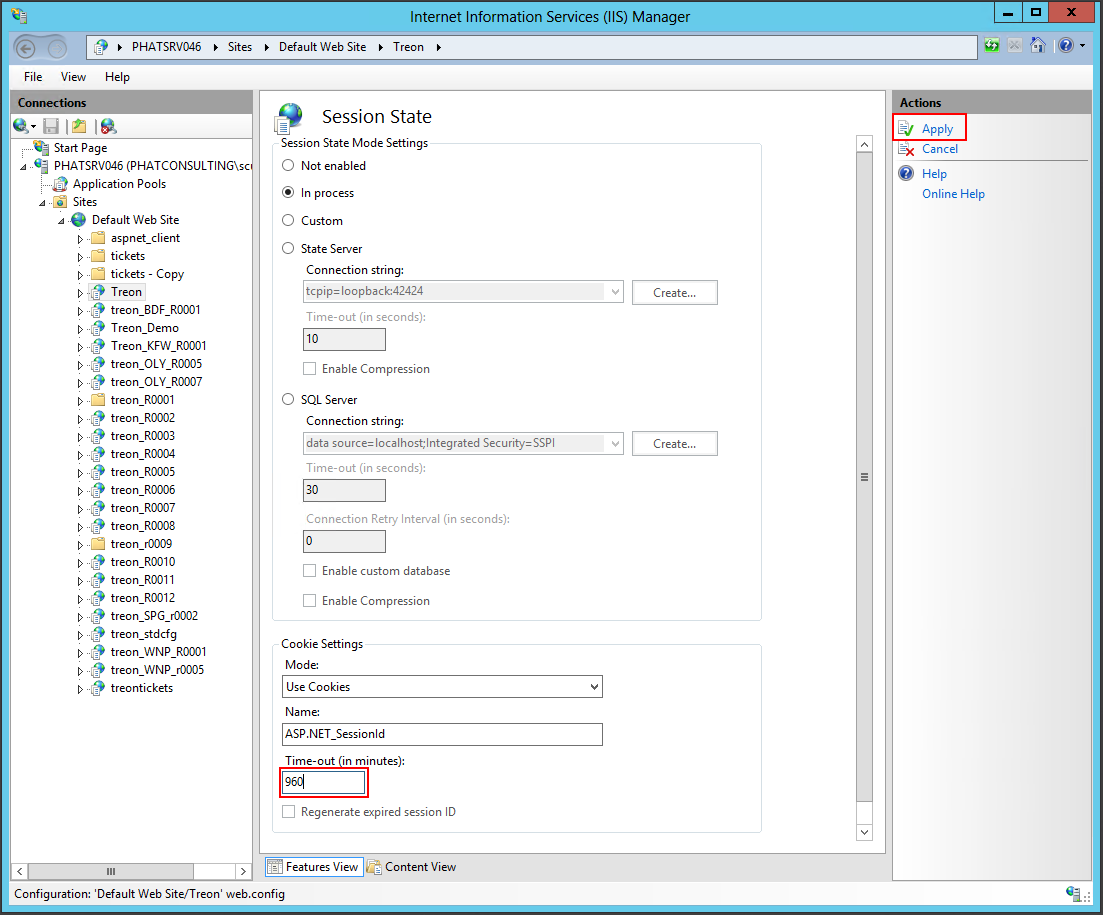 Internet Information Services (IIS) Manager
PHATSRV046 Sites Default Web Site Treon
File View Help
Connections
Start Page
PHATSRV046 (PHATCONSULTING\sc
Application Pools
Sites
Default Web Site
aspnet_client
tickets
tickets - Copy
Treon
treon_BDF_R0001
Treon_Demo
Treon_KFW_R0001
treon_OLY_R0005
treon_OLY_R0007
treon_R0001
treon_R0002
treon_R0003
treon_R0004
treon_R0005
treon_R0006
treon_R0007
treon_R0008
treon_r0009
treon_R0010
treon_R0011
treon_R0012
treon_SPG_r0002
treon_stdcfg
treon_WNP_R0001
treon_WNP_r0005
treontickets
Session State
Session State Mode Settings
Not enabled
In process
Custom
State Server
Connection string:
tcpip=loopback:42424 Create...
Time-out (in seconds):
10
Enable Compression
SQL Server
Connection string:
data source=localhost;Integrated Security=SSPI Create...
Time-out (in seconds):
30
Connection Retry Interval (in seconds):
0
Enable custom database
Enable Compression
Cookie Settings
Mode:
Use Cookies
Name:
ASP.NET_SessionId
Time-out (in minutes):
960
Regenerate expired session ID
Features View Content View
Actions
Apply
Cancel
Help
Online Help
Configuration: 'Default Web Site/Treon' web.config